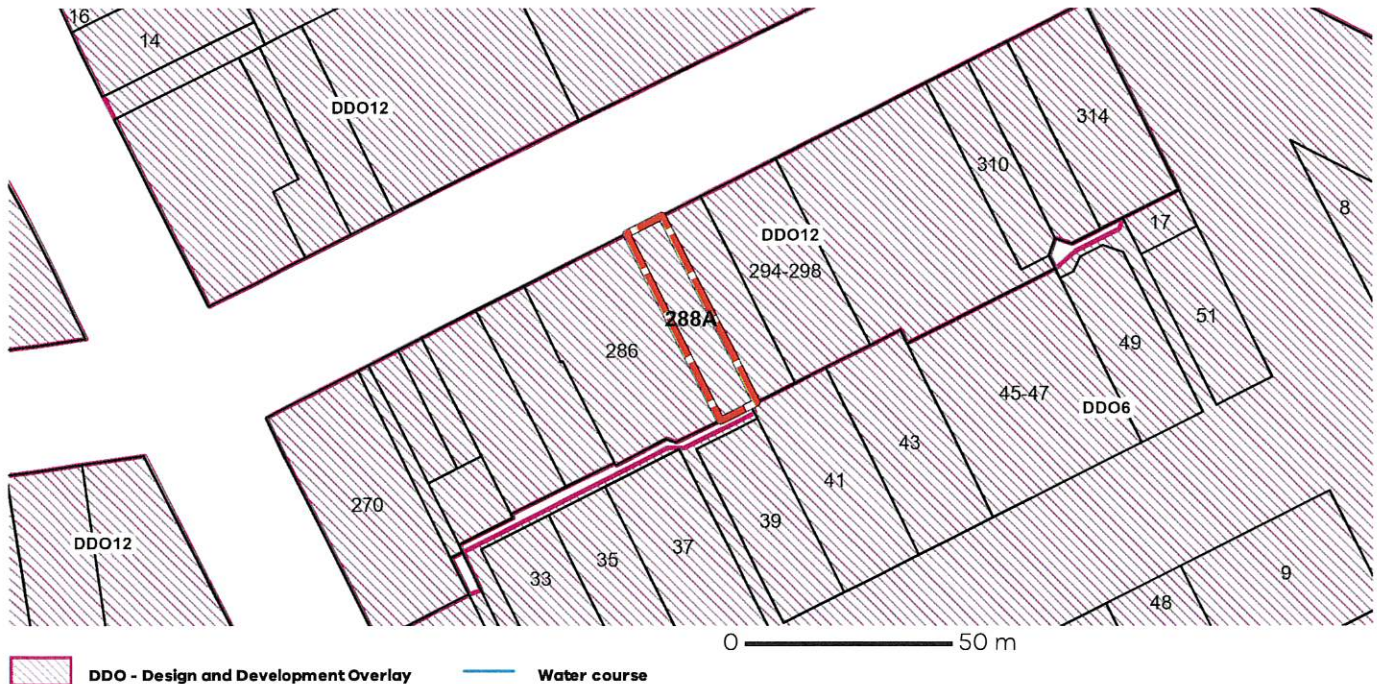 16
14
DDO12
314
310
8
17
DDO12
294-298
288A
51
286
49
45-47
DDO6
43
41
270
39
DDO12
37
35
33
9
48
0 50 m
DDO - Design and Development Overlay Water course